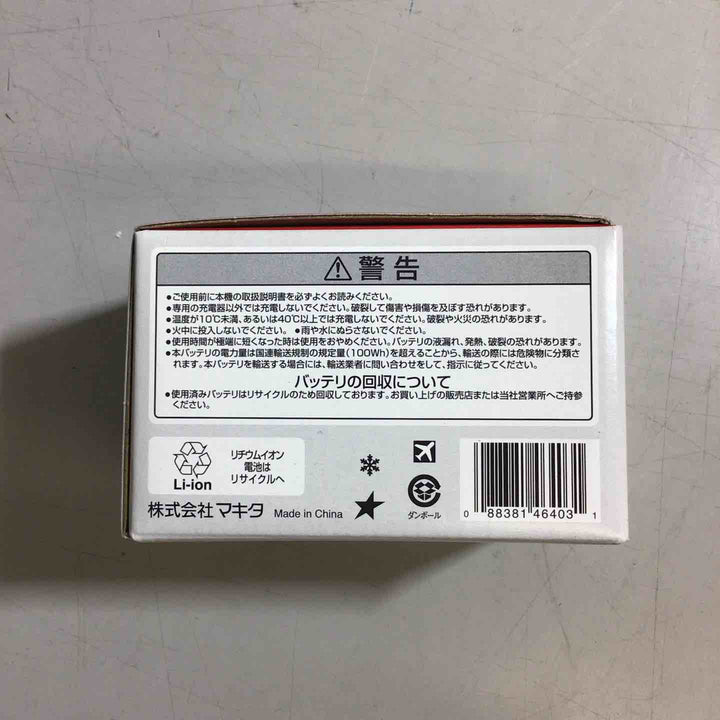 警告
●ご使用前に本機の取扱説明書を必ずよくお読みください。
●専用の充電器以外では充電しないでください。破裂して傷害や損傷を及ぼす恐れがあります。
●温度が10℃未満、あるいは40℃以上では充電しないでください。破裂や火災の恐れがあります。
●火中に投入しないでください。 ●雨や水にぬらさないでください。
●使用時間が極端に短くなった時は使用をおやめください。バッテリの液漏れ、発熱、破裂の恐れがあります。
●本バッテリの電力量は国連輸送規制の規定量(100Wh)を超えることから、輸送の際には危険物に分類さ
れます。本バッテリを輸送する場合には、輸送業者に問い合わせをして、指示に従ってください。
バッテリの回収について
●使用済みバッテリはリサイクルのため回収しております。お買い上げの販売店または当社営業所へご持参
ください。
Li-ion
リチウムイオン
電池は
リサイクルへ
株式会社マキタ Made in China
ダンボール
0 88381 46403 1